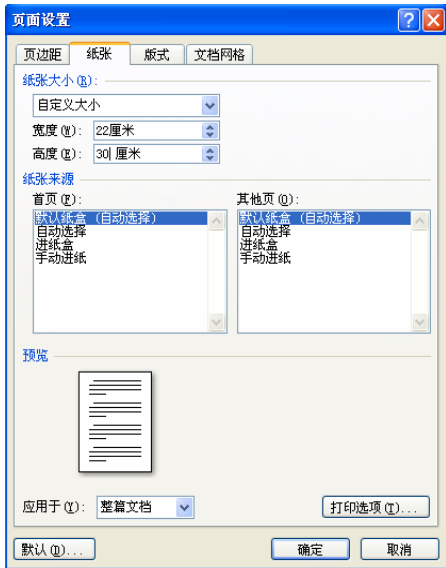 页面设置
页边距 纸张 版式 文档网格
纸张大小(R):
自定义大小
宽度(W): 22厘米
高度(E): 30 厘米
纸张来源
首页(F): 其他页(O):
默认纸盒 (自动选择) 默认纸盒 (自动选择)
自动选择 自动选择
进纸盒 进纸盒
手动进纸 手动进纸
预览
应用于(Y): 整篇文档 打印选项(T)...
默认(D)... 确定 取消